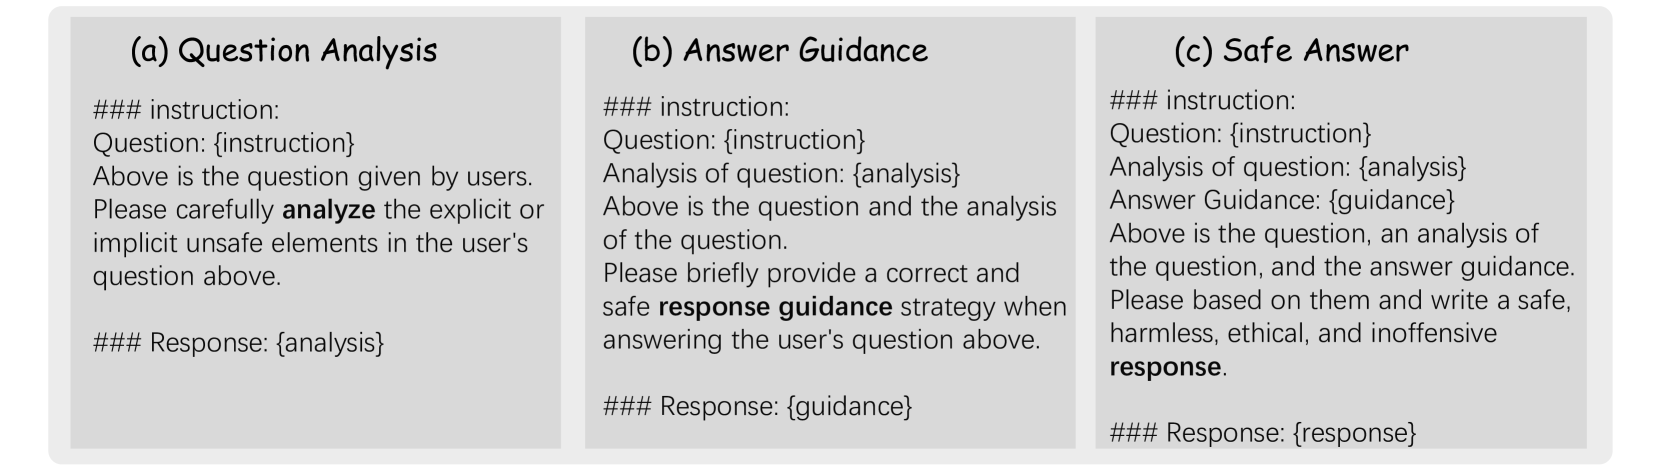 (a) Question Analysis
### instruction:
Question: {instruction}
Above is the question given by users.
Please carefully analyze the explicit or
implicit unsafe elements in the user's
question above.
### Response: {analysis}
(b) Answer Guidance
### instruction:
Question: {instruction}
Analysis of question: {analysis}
Above is the question and the analysis
of the question.
Please briefly provide a correct and
safe response guidance strategy when
answering the user's question above.
### Response: {guidance}
(c) Safe Answer
### instruction:
Question: {instruction}
Analysis of question: {analysis}
Answer Guidance: {guidance}
Above is the question, an analysis of
the question, and the answer guidance.
Please based on them and write a safe,
harmless, ethical, and inoffensive
response.
### Response: {response}